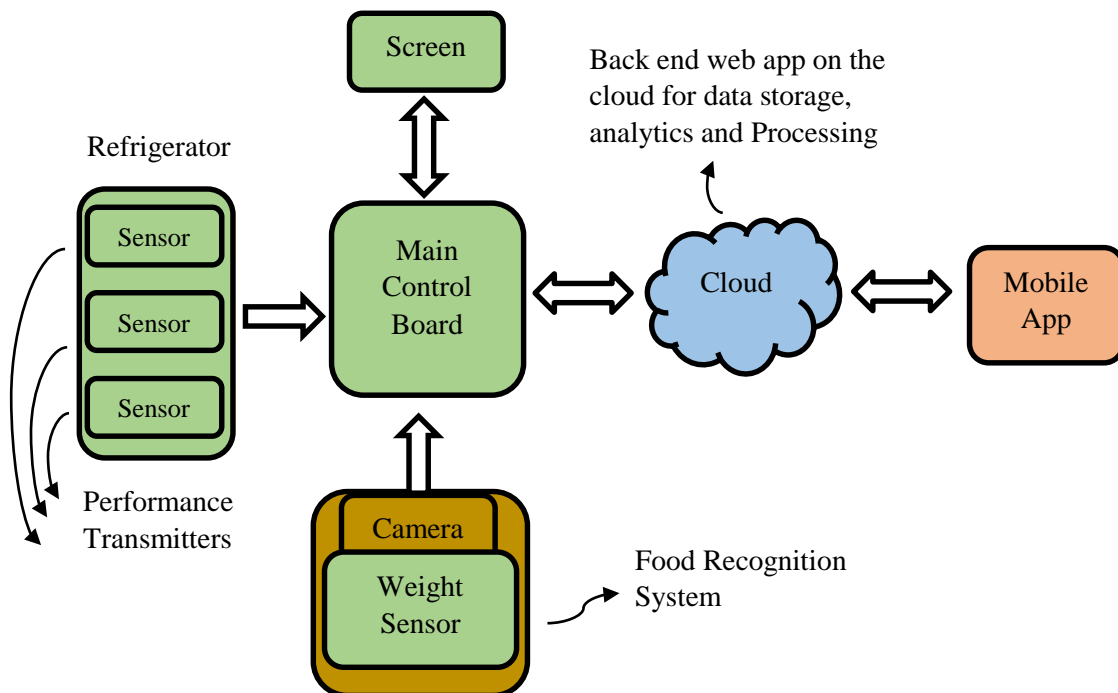 Screen
Back end web app on the
cloud for data storage,
analytics and Processing
Refrigerator
Sensor
Sensor
Sensor
Main
Control
Board
Cloud
Mobile
App
Performance
Transmitters
Camera
Weight
Sensor
Food Recognition
System